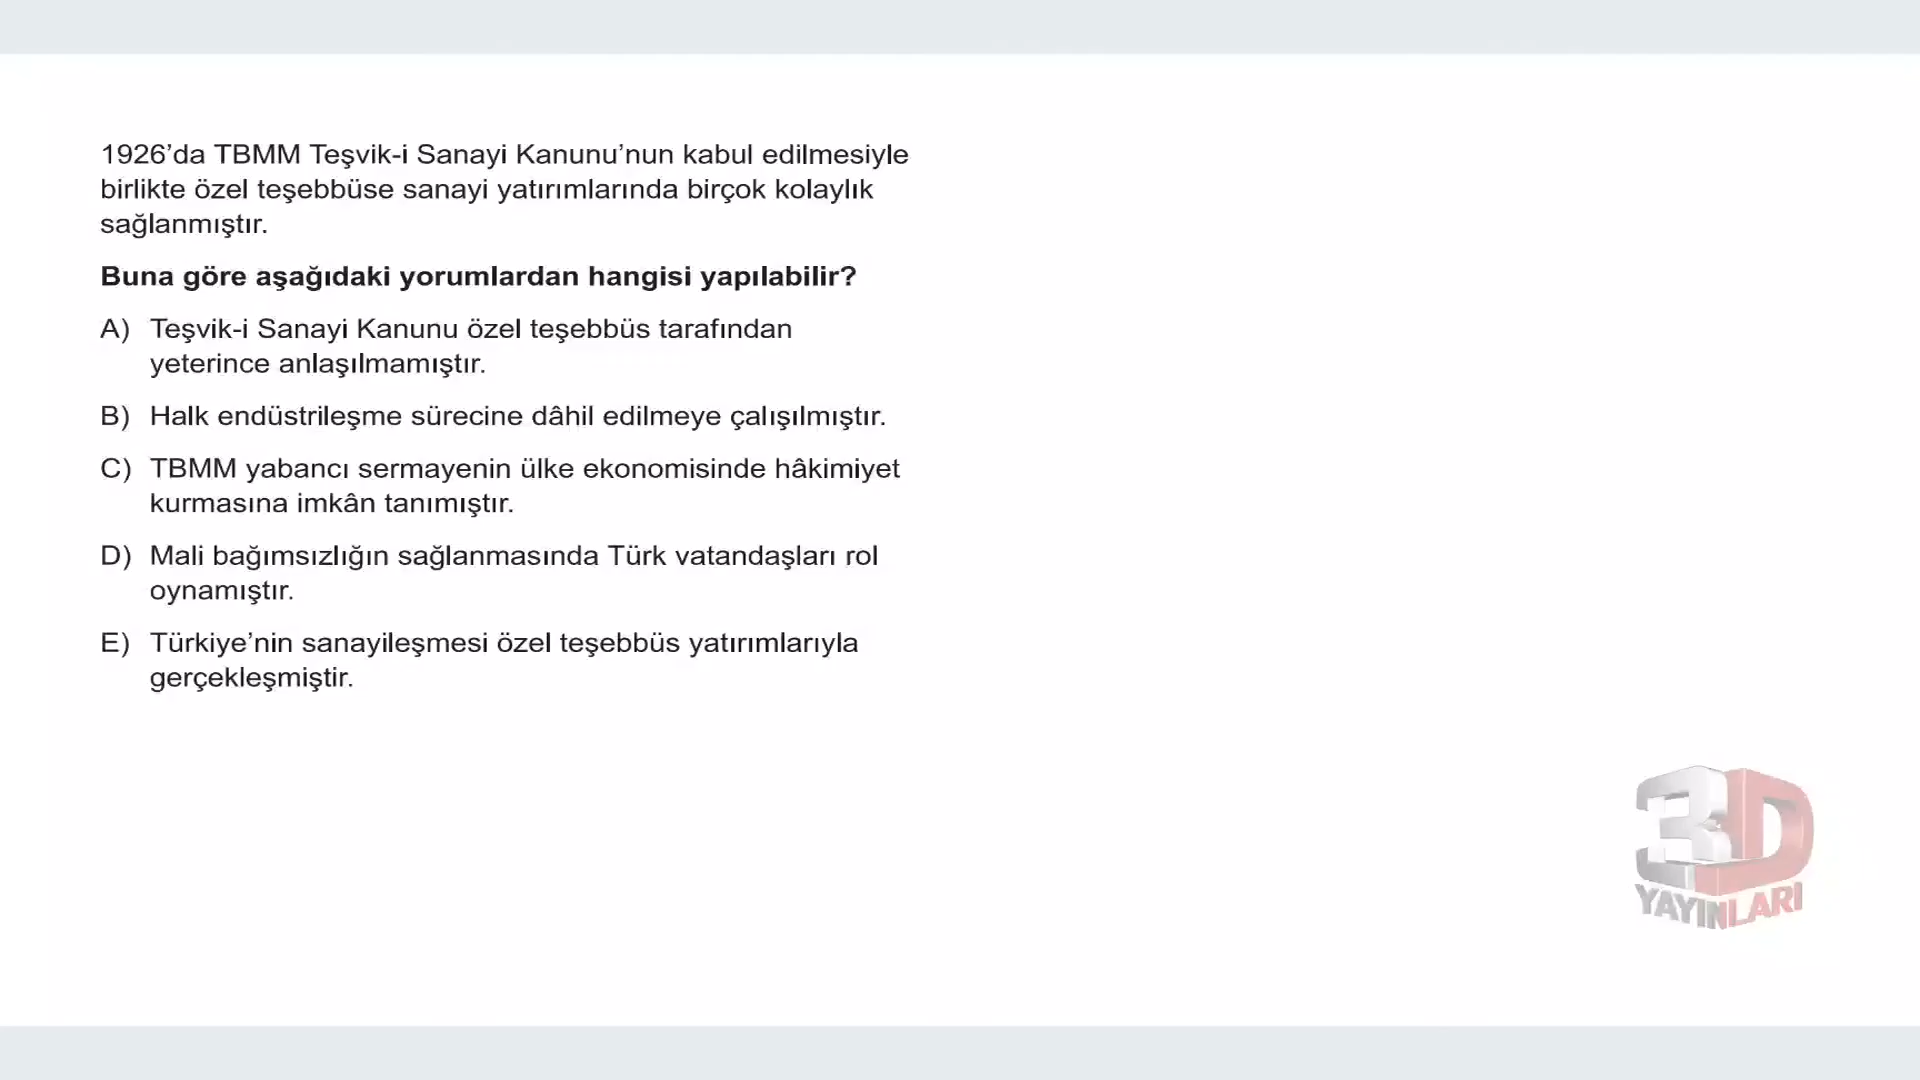 1926’da TBMM Teşvik-i Sanayi Kanunu’nun kabul edilmesiyle
birlikte özel teşebbüse sanayi yatırımlarında birçok kolaylık
sağlanmıştır.
Buna göre aşağıdaki yorumlardan hangisi yapılabilir?
A) Teşvik-i Sanayi Kanunu özel teşebbüs tarafından
yeterince anlaşılmamıştır.
B) Halk endüstrileşme sürecine dâhil edilmeye çalışılmıştır.
C) TBMM yabancı sermayenin ülke ekonomisinde hâkimiyet
kurmasına imkân tanımıştır.
D) Mali bağımsızlığın sağlanmasında Türk vatandaşları rol
oynamıştır.
E) Türkiye’nin sanayileşmesi özel teşebbüs yatırımlarıyla
gerçekleşmiştir.
3D
YAYINLARI